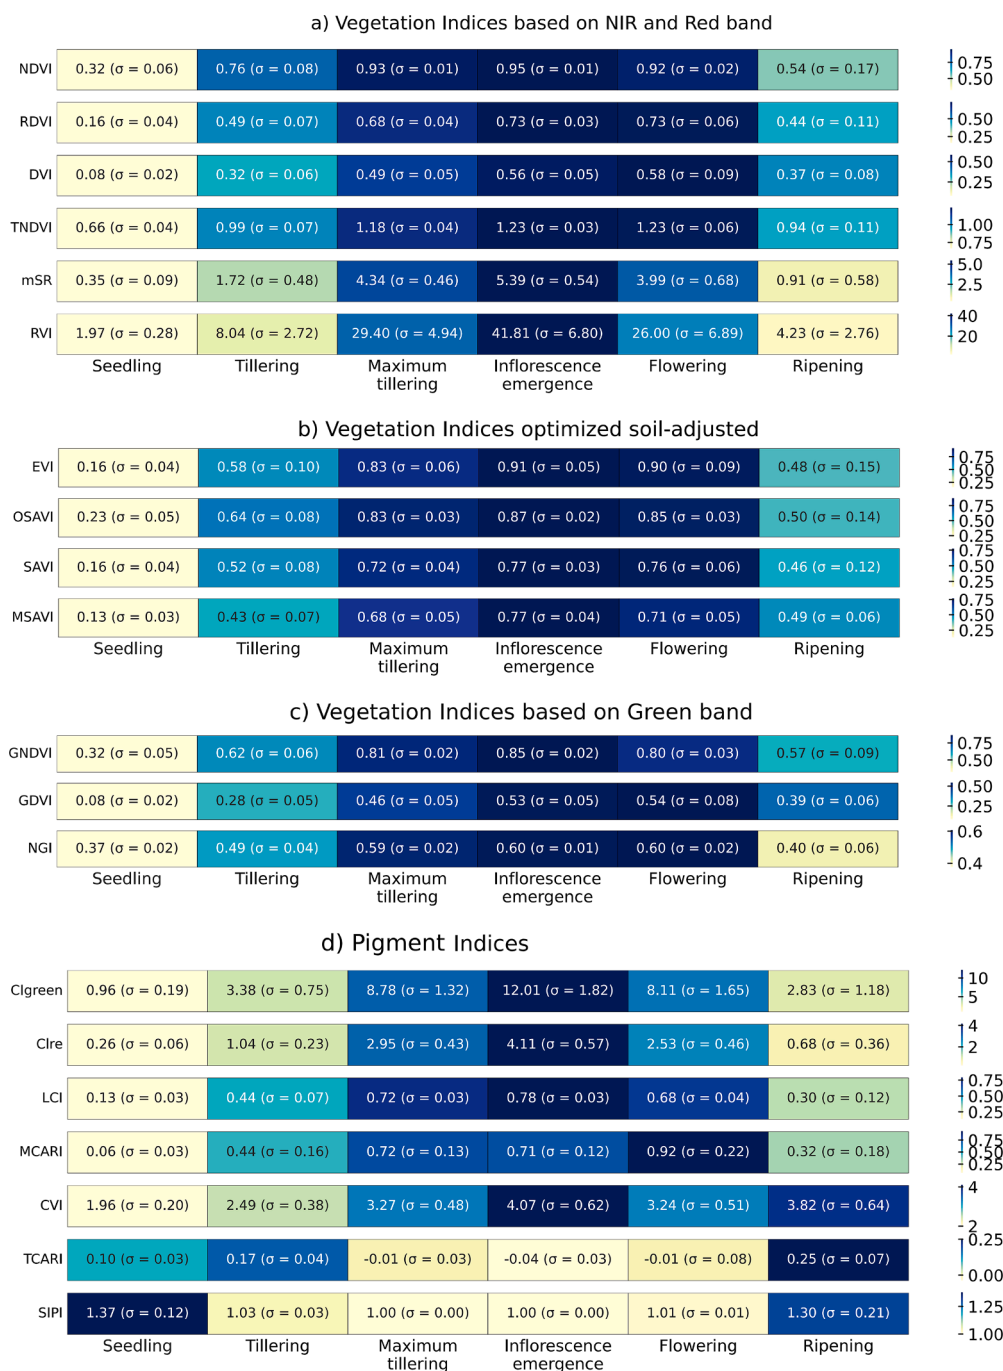 a) Vegetation Indices based on NIR and Red band
NDVI 0.32 (σ = 0.06) 0.76 (σ = 0.08) 0.93 (σ = 0.01) 0.95 (σ = 0.01) 0.92 (σ = 0.02) 0.54 (σ = 0.17) 0.75 0.50
RDVI 0.16 (σ = 0.04) 0.49 (σ = 0.07) 0.68 (σ = 0.04) 0.73 (σ = 0.03) 0.73 (σ = 0.06) 0.44 (σ = 0.11) 0.50 0.25
DVI 0.08 (σ = 0.02) 0.32 (σ = 0.06) 0.49 (σ = 0.05) 0.56 (σ = 0.05) 0.58 (σ = 0.09) 0.37 (σ = 0.08) 0.50 0.25
TNDVI 0.66 (σ = 0.04) 0.99 (σ = 0.07) 1.18 (σ = 0.04) 1.23 (σ = 0.03) 1.23 (σ = 0.06) 0.94 (σ = 0.11) 1.00 0.75
mSR 0.35 (σ = 0.09) 1.72 (σ = 0.48) 4.34 (σ = 0.46) 5.39 (σ = 0.54) 3.99 (σ = 0.68) 0.91 (σ = 0.58) 5.0 2.5
RVI 1.97 (σ = 0.28) 8.04 (σ = 2.72) 29.40 (σ = 4.94) 41.81 (σ = 6.80) 26.00 (σ = 6.89) 4.23 (σ = 2.76) 40 20
Seedling Tillering Maximum Inflorescence Flowering Ripening
tillering emergence
b) Vegetation Indices optimized soil-adjusted
EVI 0.16 (σ = 0.04) 0.58 (σ = 0.10) 0.83 (σ = 0.06) 0.91 (σ = 0.05) 0.90 (σ = 0.09) 0.48 (σ = 0.15) 0.75 0.50 0.25
OSAVI 0.23 (σ = 0.05) 0.64 (σ = 0.08) 0.83 (σ = 0.03) 0.87 (σ = 0.02) 0.85 (σ = 0.03) 0.50 (σ = 0.14) 0.75 0.50 0.25
SAVI 0.16 (σ = 0.04) 0.52 (σ = 0.08) 0.72 (σ = 0.04) 0.77 (σ = 0.03) 0.76 (σ = 0.06) 0.46 (σ = 0.12) 0.75 0.50 0.25
MSAVI 0.13 (σ = 0.03) 0.43 (σ = 0.07) 0.68 (σ = 0.05) 0.77 (σ = 0.04) 0.71 (σ = 0.05) 0.49 (σ = 0.06) 0.75 0.50 0.25
Seedling Tillering Maximum Inflorescence Flowering Ripening
tillering emergence
c) Vegetation Indices based on Green band
GNDVI 0.32 (σ = 0.05) 0.62 (σ = 0.06) 0.81 (σ = 0.02) 0.85 (σ = 0.02) 0.80 (σ = 0.03) 0.57 (σ = 0.09) 0.75 0.50
GDVI 0.08 (σ = 0.02) 0.28 (σ = 0.05) 0.46 (σ = 0.05) 0.53 (σ = 0.05) 0.54 (σ = 0.08) 0.39 (σ = 0.06) 0.50 0.25
NGI 0.37 (σ = 0.02) 0.49 (σ = 0.04) 0.59 (σ = 0.02) 0.60 (σ = 0.01) 0.60 (σ = 0.02) 0.40 (σ = 0.06) 0.6 0.4
Seedling Tillering Maximum Inflorescence Flowering Ripening
tillering emergence
d) Pigment Indices
CIgreen 0.96 (σ = 0.19) 3.38 (σ = 0.75) 8.78 (σ = 1.32) 12.01 (σ = 1.82) 8.11 (σ = 1.65) 2.83 (σ = 1.18) 10 5
CIre 0.26 (σ = 0.06) 1.04 (σ = 0.23) 2.95 (σ = 0.43) 4.11 (σ = 0.57) 2.53 (σ = 0.46) 0.68 (σ = 0.36) 4 2
LCI 0.13 (σ = 0.03) 0.44 (σ = 0.07) 0.72 (σ = 0.03) 0.78 (σ = 0.03) 0.68 (σ = 0.04) 0.30 (σ = 0.12) 0.75 0.50 0.25
MCARI 0.06 (σ = 0.03) 0.44 (σ = 0.16) 0.72 (σ = 0.13) 0.71 (σ = 0.12) 0.92 (σ = 0.22) 0.32 (σ = 0.18) 0.75 0.50 0.25
CVI 1.96 (σ = 0.20) 2.49 (σ = 0.38) 3.27 (σ = 0.48) 4.07 (σ = 0.62) 3.24 (σ = 0.51) 3.82 (σ = 0.64) 4 2
TCARI 0.10 (σ = 0.03) 0.17 (σ = 0.04) -0.01 (σ = 0.03) -0.04 (σ = 0.03) -0.01 (σ = 0.08) 0.25 (σ = 0.07) 0.25 0.00
SIPI 1.37 (σ = 0.12) 1.03 (σ = 0.03) 1.00 (σ = 0.00) 1.00 (σ = 0.00) 1.01 (σ = 0.01) 1.30 (σ = 0.21) 1.25 1.00
Seedling Tillering Maximum Inflorescence Flowering Ripening
tillering emergence